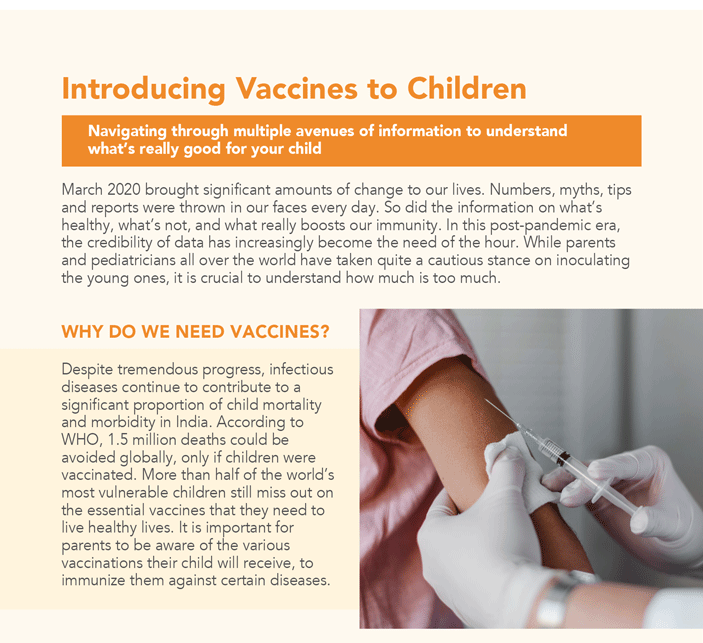 Introducing Vaccines to Children
Navigating through multiple avenues of information to understand
what's really good for your child
March 2020 brought significant amounts of change to our lives. Numbers, myths, tips
and reports were thrown in our faces every day. So did the information on what's
healthy, what's not, and what really boosts our immunity. In this post-pandemic era,
the credibility of data has increasingly become the need of the hour. While parents
and pediatricians all over the world have taken quite a cautious stance on inoculating
the young ones, it is crucial to understand how much is too much.
WHY DO WE NEED VACCINES?
Despite tremendous progress, infectious
diseases continue to contribute to a
significant proportion of child mortality
and morbidity in India. According to
WHO, 1.5 million deaths could be
avoided globally, only if children were
vaccinated. More than half of the world's
most vulnerable children still miss out on
the essential vaccines that they need to
live healthy lives. It is important for
parents to be aware of the various
vaccinations their child will receive, to
immunize them against certain diseases.